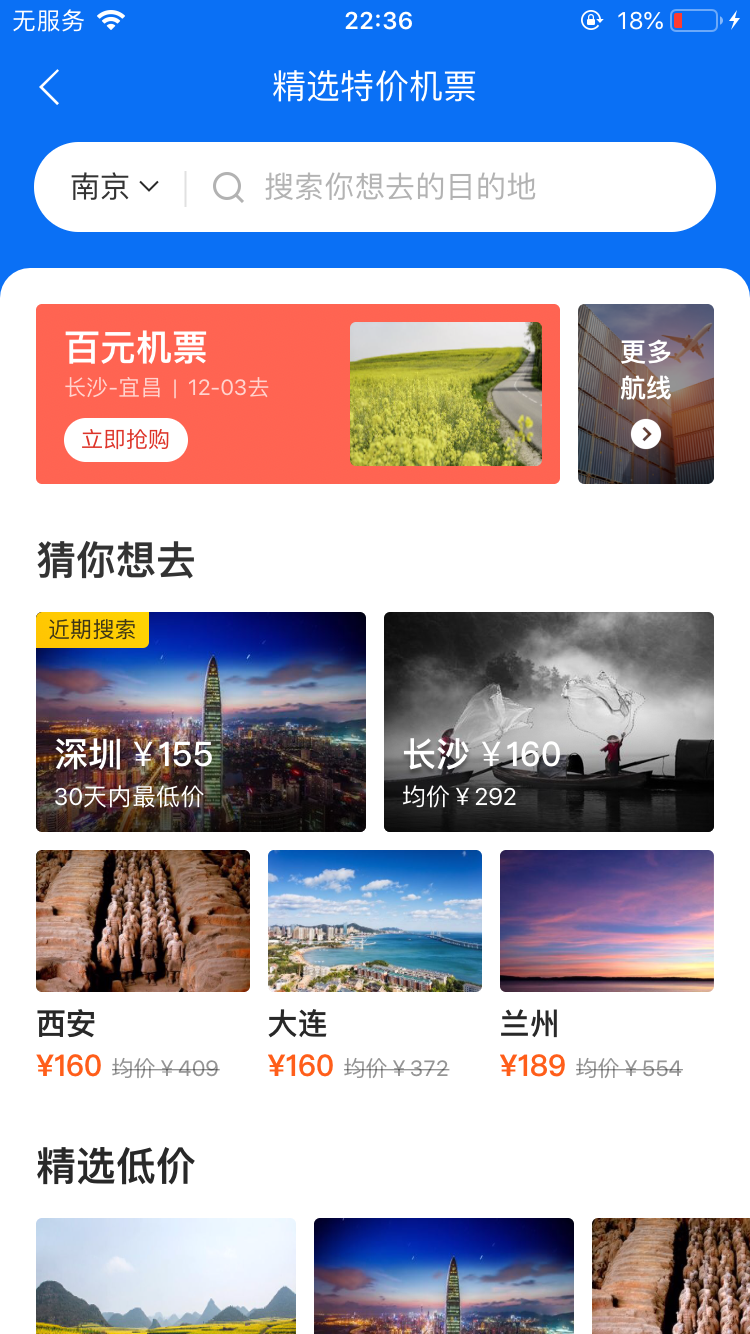 无服务
22:36
18%
精选特价机票
南京
搜索你想去的目的地
百元机票
长沙-宜昌 | 12-03去
立即抢购
更多
航线
猜你想去
近期搜索
深圳 ¥155
30天内最低价
长沙 ¥160
均价¥292
西安
¥160 均价¥409
大连
¥160 均价¥372
兰州
¥189 均价¥554
精选低价